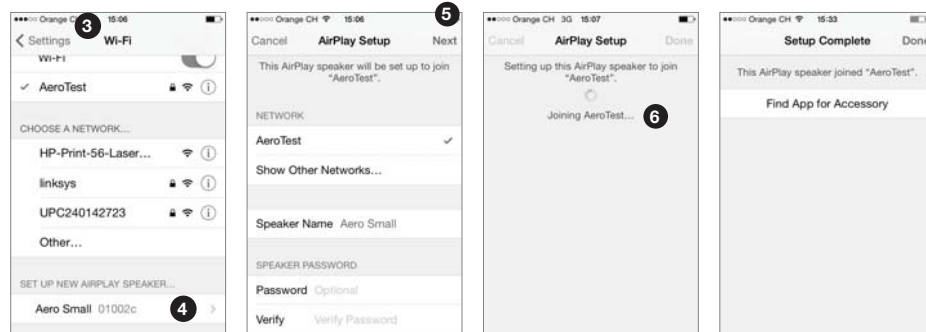 Orange CH 15:06
3
Settings Wi-Fi
Wi-Fi
AeroTest
CHOOSE A NETWORK...
HP-Print-56-Laser...
linksys
UPC240142723
Other...
SET UP NEW AIRPLAY SPEAKER...
Aero Small 01002c
4
Orange CH 15:06
5
Cancel AirPlay Setup Next
This AirPlay speaker will be set up to join
"AeroTest".
NETWORK
AeroTest
Show Other Networks...
Speaker Name Aero Small
SPEAKER PASSWORD
Password Optional
Verify Verify Password
Orange CH 3G 15:07
Cancel AirPlay Setup Done
Setting up this AirPlay speaker to join
"AeroTest".
Joining AeroTest...
6
Orange CH 15:33
Setup Complete Done
This AirPlay speaker joined "AeroTest".
Find App for Accessory